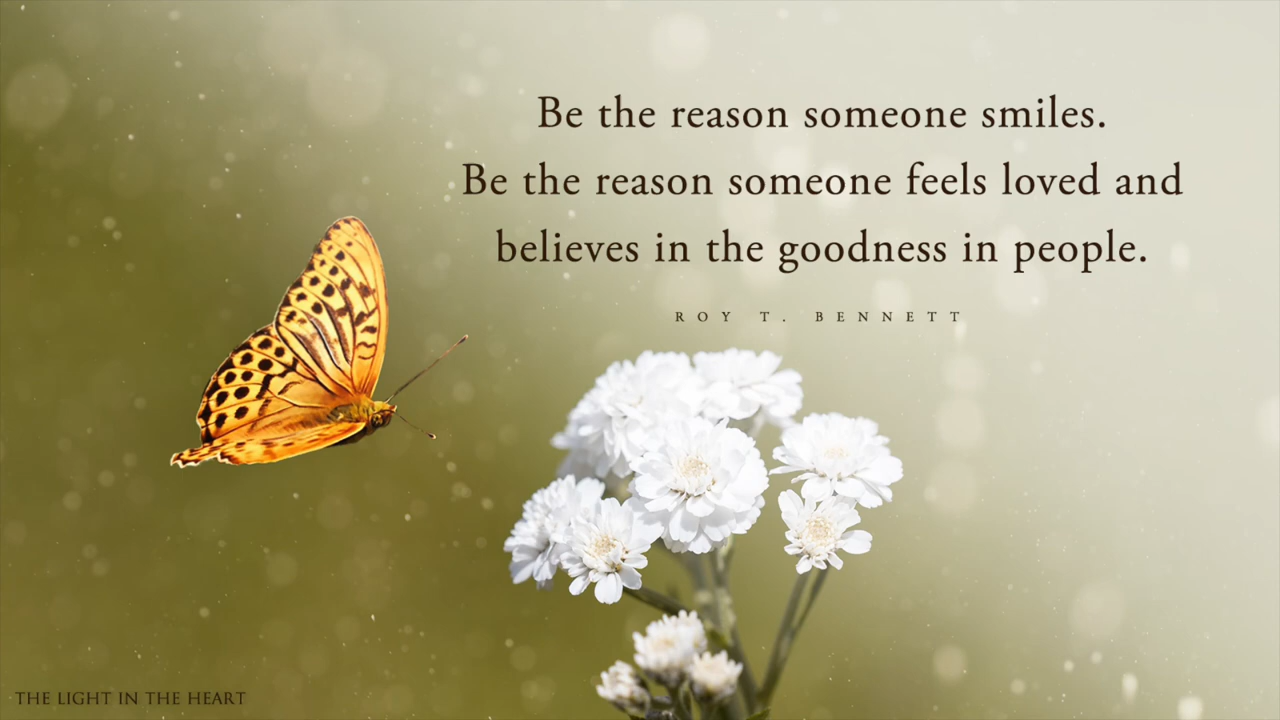 Be the reason someone smiles.
Be the reason someone feels loved and
believes in the goodness in people.
ROY T. BENNETT
THE LIGHT IN THE HEART